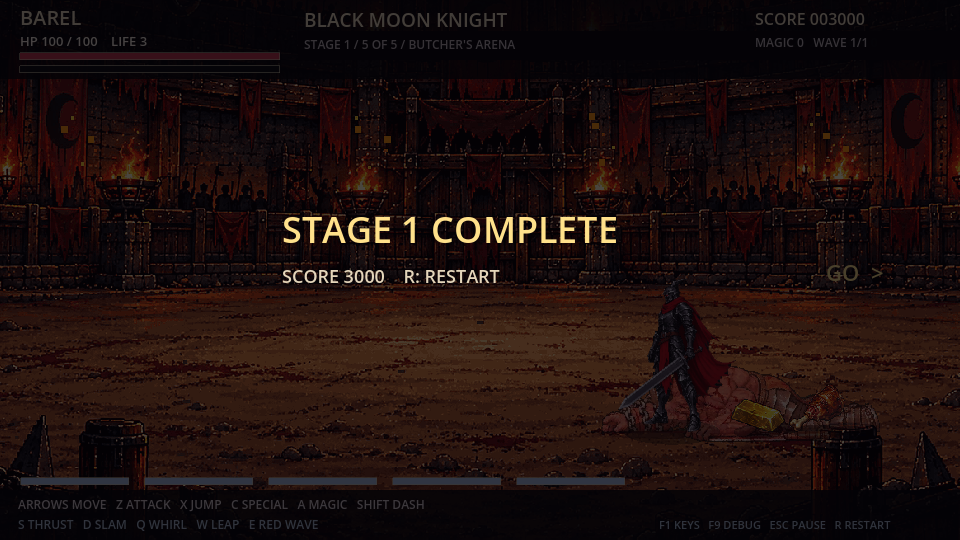 BAREL
BLACK MOON KNIGHT
SCORE 003000
HP 100 / 100 LIFE 3
STAGE 1 / 5 OF 5 / BUTCHER'S ARENA
MAGIC 0 WAVE 1/1
STAGE 1 COMPLETE
SCORE 3000 R: RESTART
GO >
ARROWS MOVE Z ATTACK X JUMP C SPECIAL A MAGIC SHIFT DASH
S THRUST D SLAM Q WHIRL W LEAP E RED WAVE
F1 KEYS F9 DEBUG ESC PAUSE R RESTART